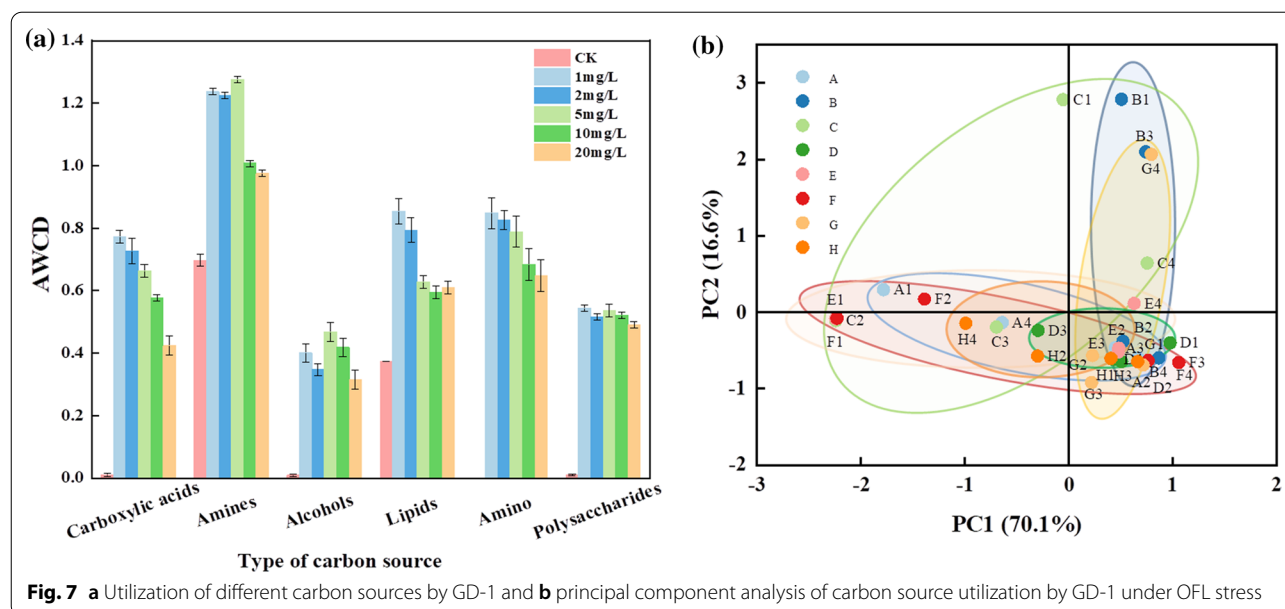 (a)
AWCD
1.4
1.2
1.0
0.8
0.6
0.4
0.2
0.0
CK
1mg/L
2mg/L
5mg/L
10mg/L
20mg/L
Carboxylic acids
Amines
Alcohols
Lipids
Amino
Polysaccharides
Type of carbon source
(b)
PC2 (16.6%)
3
2
1
0
-1
-2
A
B
C
D
E
F
G
H
C1
B1
B3
G4
C4
E4
E1
A1
F2
C2
F1
A4
H4
C3
D3
H2
E2
B2
E3
A3
G1
D1
G2
D
B4
F3
H1
H3
A2
F4
G3
D2
-3
-2
-1
0
1
2
PC1 (70.1%)
Fig. 7 a Utilization of different carbon sources by GD-1 and b principal component analysis of carbon source utilization by GD-1 under OFL stress